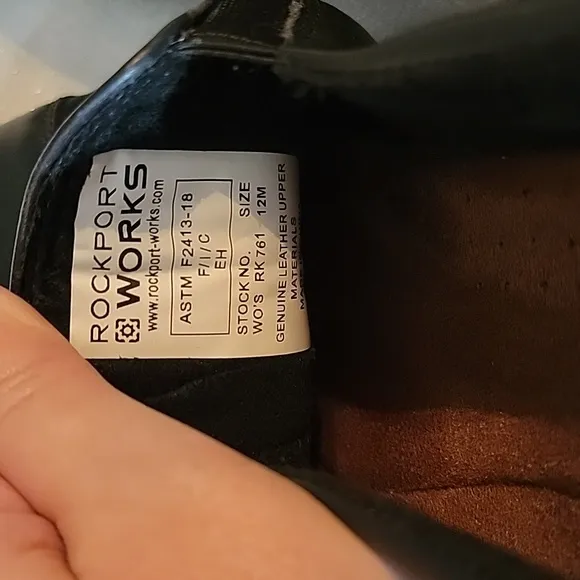 ROCKPORT
WORKS
www.rockport-works.com
ASTM F2413-18
F/I/C
EH
STOCK NO. SIZE
WO'S RK761 12M
GENUINE LEATHER UPPER
MATERIALS